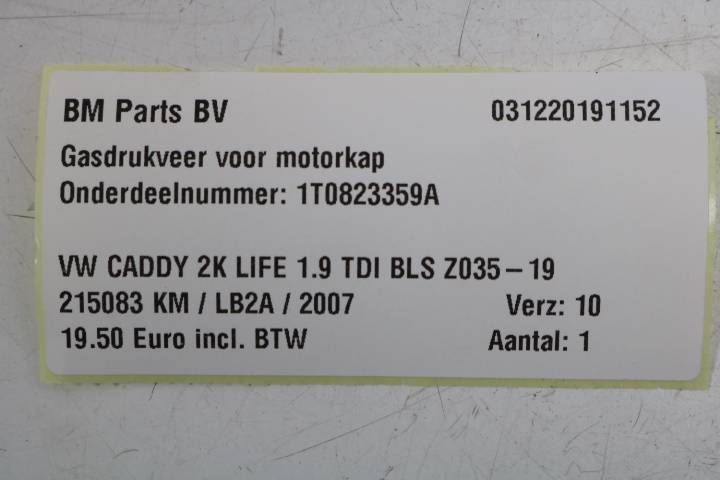 BM Parts BV 031220191152
Gasdrukveer voor motorkap
Onderdeelnummer: 1T0823359A
VW CADDY 2K LIFE 1.9 TDI BLS Z035 – 19
215083 KM / LB2A / 2007 Verz: 10
19.50 Euro incl. BTW Aantal: 1